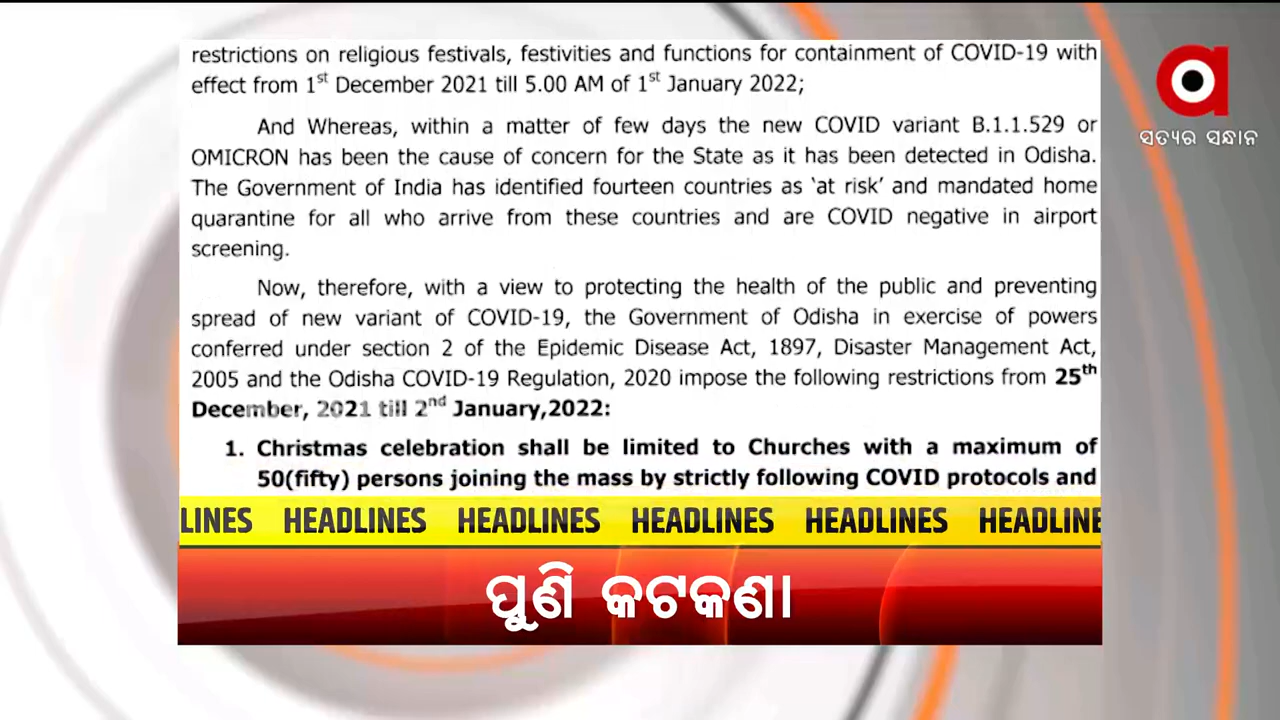 restrictions on religious festivals, festivities and functions for containment of COVID-19 with
effect from 1st December 2021 till 5.00 AM of 1st January 2022;
ସତ୍ୟର ସନ୍ଧାନ
And Whereas, within a matter of few days the new COVID variant B.1.1.529 or
OMICRON has been the cause of concern for the State as it has been detected in Odisha.
The Government of India has identified fourteen countries as 'at risk' and mandated home
quarantine for all who arrive from these countries and are COVID negative in airport
screening.
Now, therefore, with a view to protecting the health of the public and preventing
spread of new variant of COVID-19, the Government of Odisha in exercise of powers
conferred under section 2 of the Epidemic Disease Act, 1897, Disaster Management Act,
2005 and the Odisha COVID-19 Regulation, 2020 impose the following restrictions from 25th
December, 2021 till 2nd January,2022:
1. Christmas celebration shall be limited to Churches with a maximum of
50(fifty) persons joining the mass by strictly following COVID protocols and
LINES HEADLINES HEADLINES HEADLINES HEADLINES HEADLINE
ପୁଣି କଟକଣା